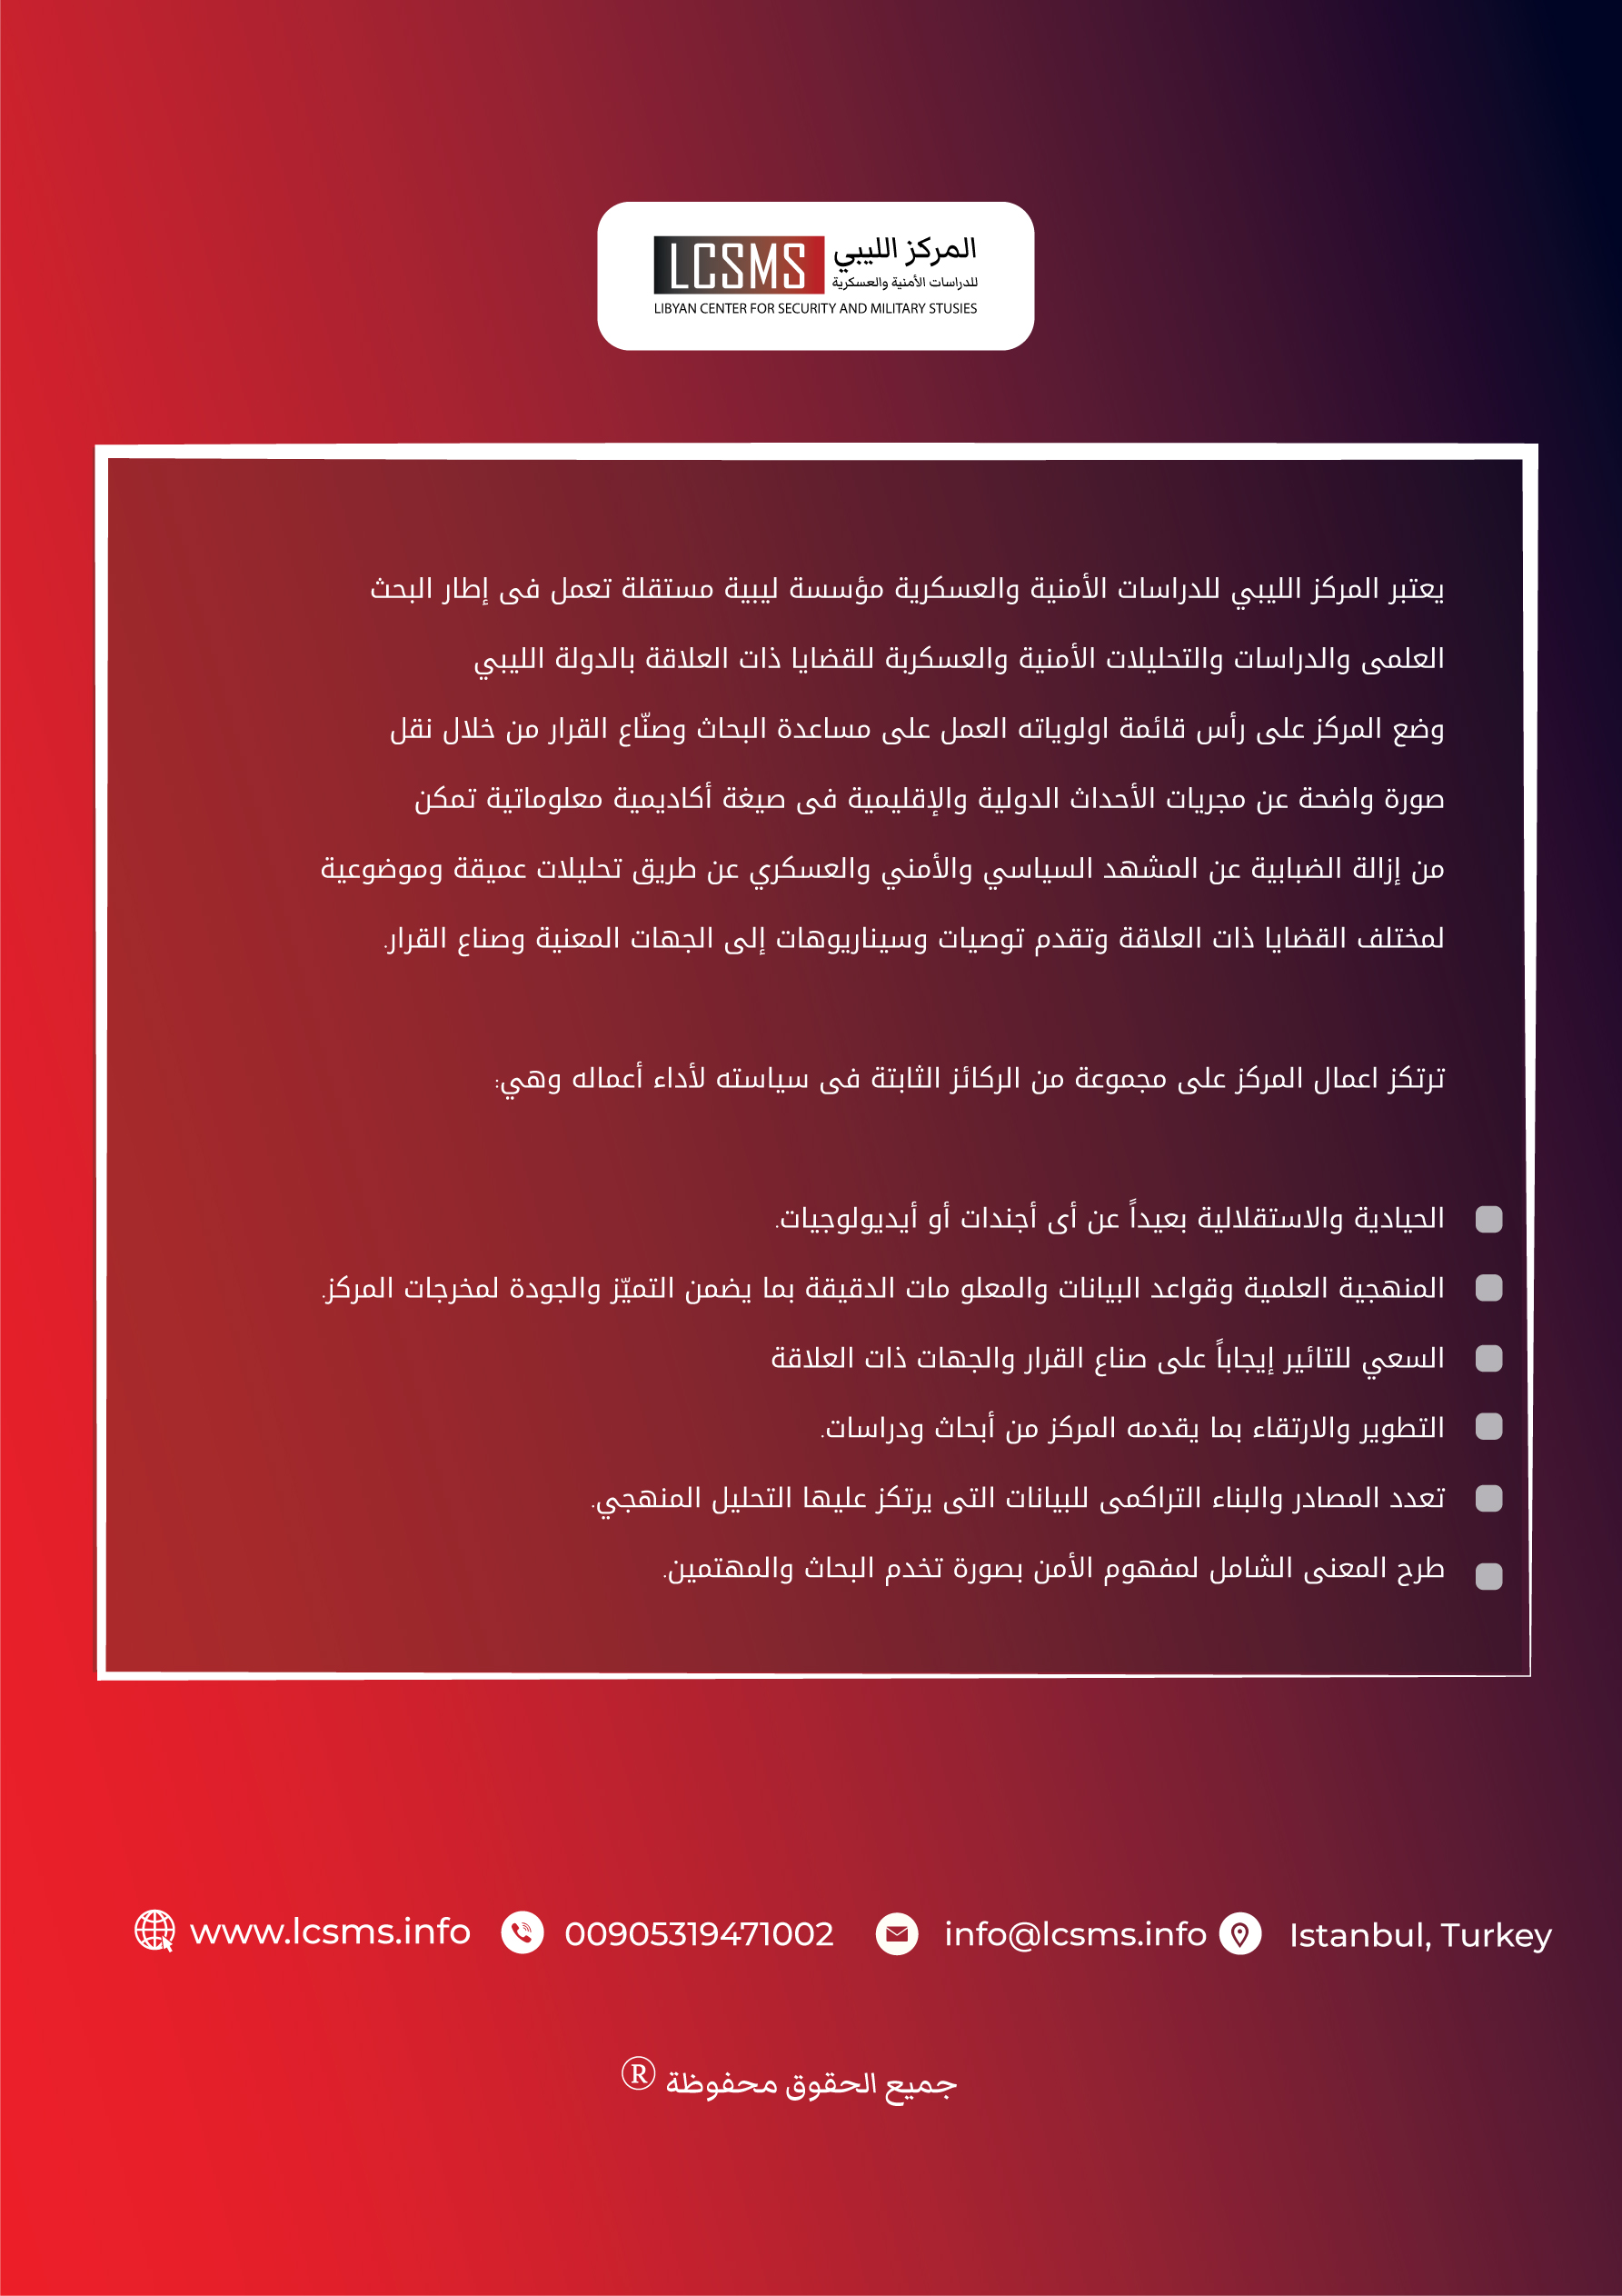 LCSMS
المركز الليبي
للدراسات الأمنية والعسكرية
LIBYAN CENTER FOR SECURITY AND MILITARY STUSIES
يعتبر المركز الليبي للدراسات الأمنية والعسكرية مؤسسة ليبية مستقلة تعمل فى إطار البحث
العلمى والدراسات والتحليلات الأمنية والعسكربة للقضايا ذات العلاقة بالدولة الليبي
وضع المركز على رأس قائمة اولوياته العمل على مساعدة البحاث وصنّاع القرار من خلال نقل
صورة واضحة عن مجريات الأحداث الدولية والإقليمية فى صيغة أكاديمية معلوماتية تمكن
من إزالة الضبابية عن المشهد السياسي والأمني والعسكري عن طريق تحليلات عميقة وموضوعية
لمختلف القضايا ذات العلاقة وتقدم توصيات وسيناريوهات إلى الجهات المعنية وصناع القرار.
ترتكز اعمال المركز على مجموعة من الركائز الثابتة فى سياسته لأداء أعماله وهي:
الحيادية والاستقلالية بعيداً عن أى أجندات أو أيديولوجيات.
المنهجية العلمية وقواعد البيانات والمعلو مات الدقيقة بما يضمن التميّز والجودة لمخرجات المركز.
السعي للتائير إيجاباً على صناع القرار والجهات ذات العلاقة
التطوير والارتقاء بما يقدمه المركز من أبحاث ودراسات.
تعدد المصادر والبناء التراكمى للبيانات التى يرتكز عليها التحليل المنهجي.
طرح المعنى الشامل لمفهوم الأمن بصورة تخدم البحاث والمهتمين.
www.lcsms.info 00905319471002 info@lcsms.info Istanbul, Turkey
جميع الحقوق محفوظة ®